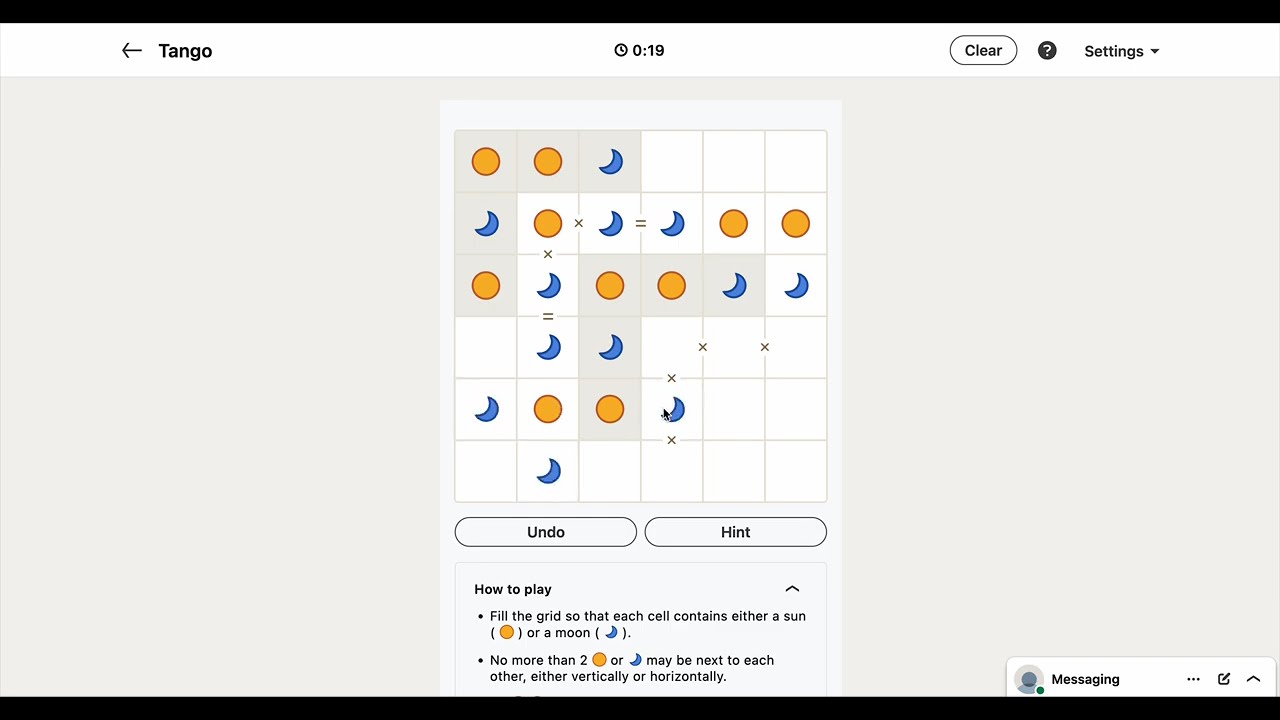 Tango
0:19
Clear
?
Settings
× =
×
=
× ×
×
×
Undo
Hint
How to play
• Fill the grid so that each cell contains either a sun
( ) or a moon ( ).
• No more than 2 or may be next to each
other, either vertically or horizontally.
Messaging